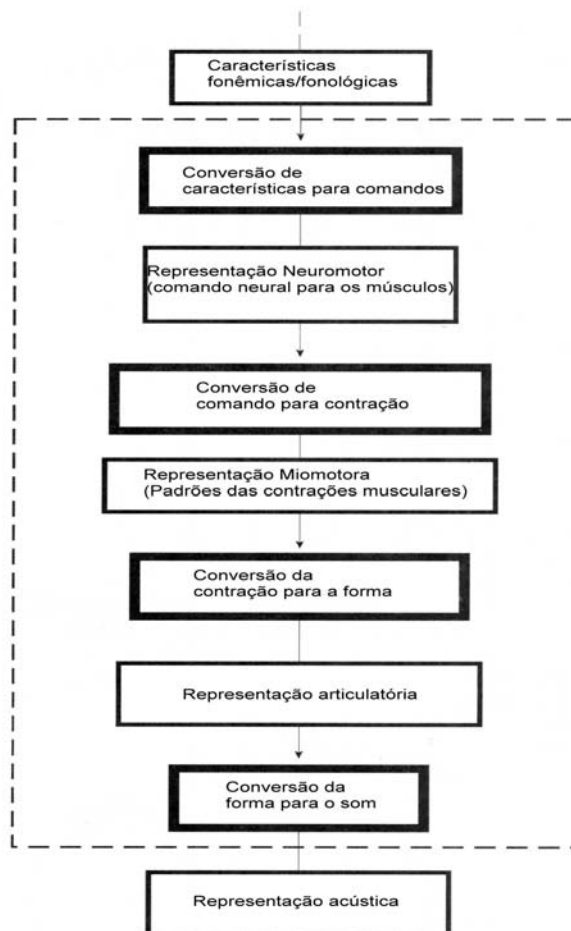 Características
fonêmicas/fonológicas
Conversão de
características para comandos
Representação Neuromotor
(comando neural para os músculos)
Conversão de
comando para contração
Representação Miomotora
(Padrões das contrações musculares)
Conversão da
contração para a forma
Representação articulatória
Conversão da
forma para o som
Representação acústica